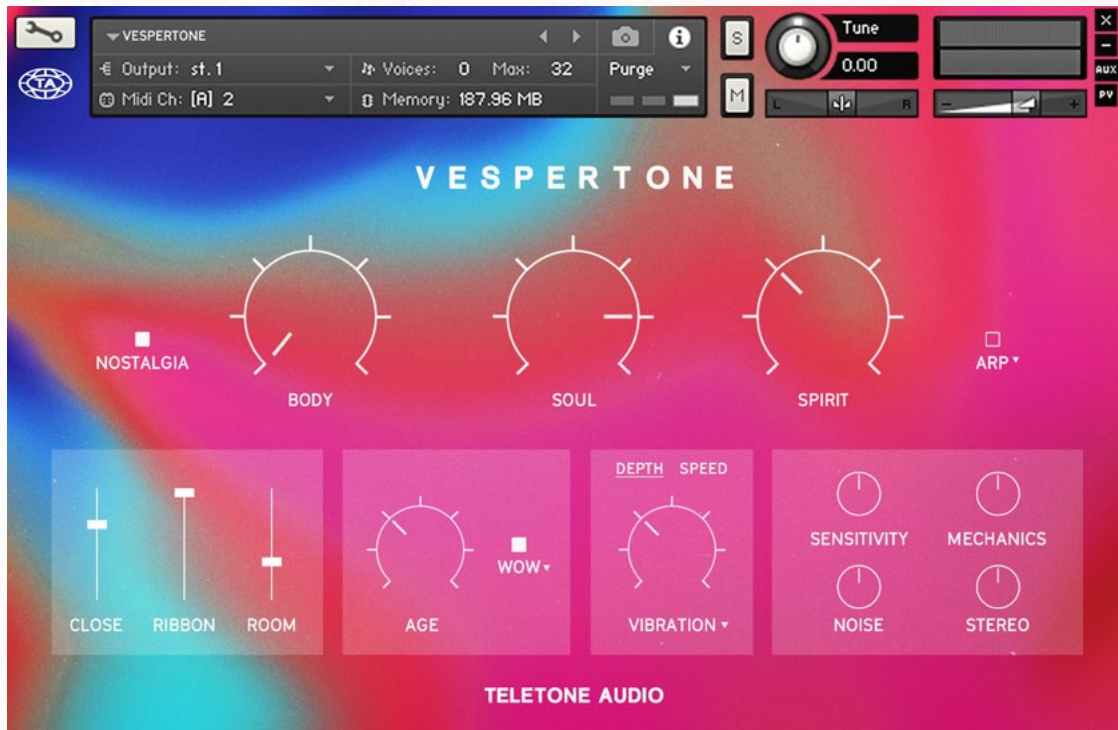 VESPERTONE
S
Tune
X
-
Output: st.1
Voices: 0 Max: 32
Purge
0.00
AUX
TA
Midi Ch: [A] 2
Memory: 187.96 MB
M
L R
- +
PV
VESPERTONE
NOSTALGIA
ARP
BODY
SOUL
SPIRIT
DEPTH SPEED
SENSITIVITY
MECHANICS
WOW
CLOSE
RIBBON
ROOM
AGE
VIBRATION
NOISE
STEREO
TELETONE AUDIO